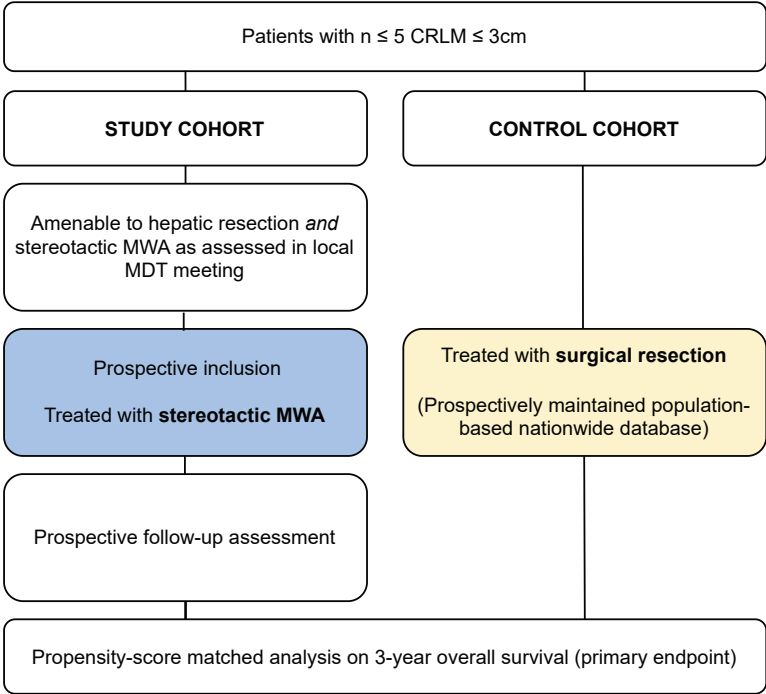 Patients with n ≤ 5 CRLM ≤ 3cm
STUDY COHORT
CONTROL COHORT
Amenable to hepatic resection and
stereotactic MWA as assessed in local
MDT meeting
Prospective inclusion
Treated with stereotactic MWA
Treated with surgical resection
(Prospectively maintained population-
based nationwide database)
Prospective follow-up assessment
Propensity-score matched analysis on 3-year overall survival (primary endpoint)